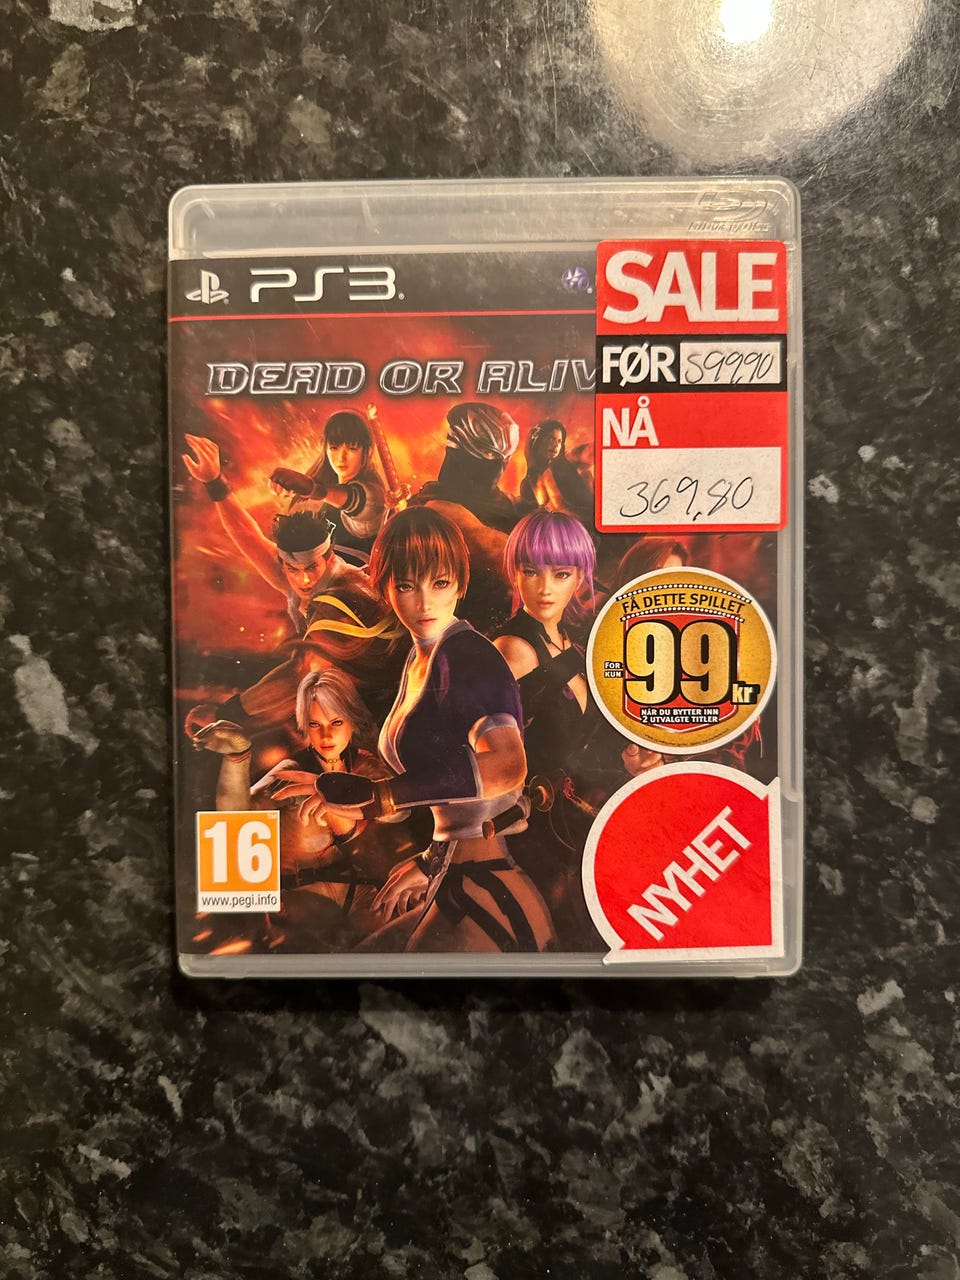 PS3
SALE
FØR 599,90
DEAD OR ALIV
NÅ
369,80
FÅ DETTE SPILLET
FOR
KUN
99 kr
NÅR DU BYTTER INN
2 UTVALGTE TITLER
16
www.pegi.info
NYHET